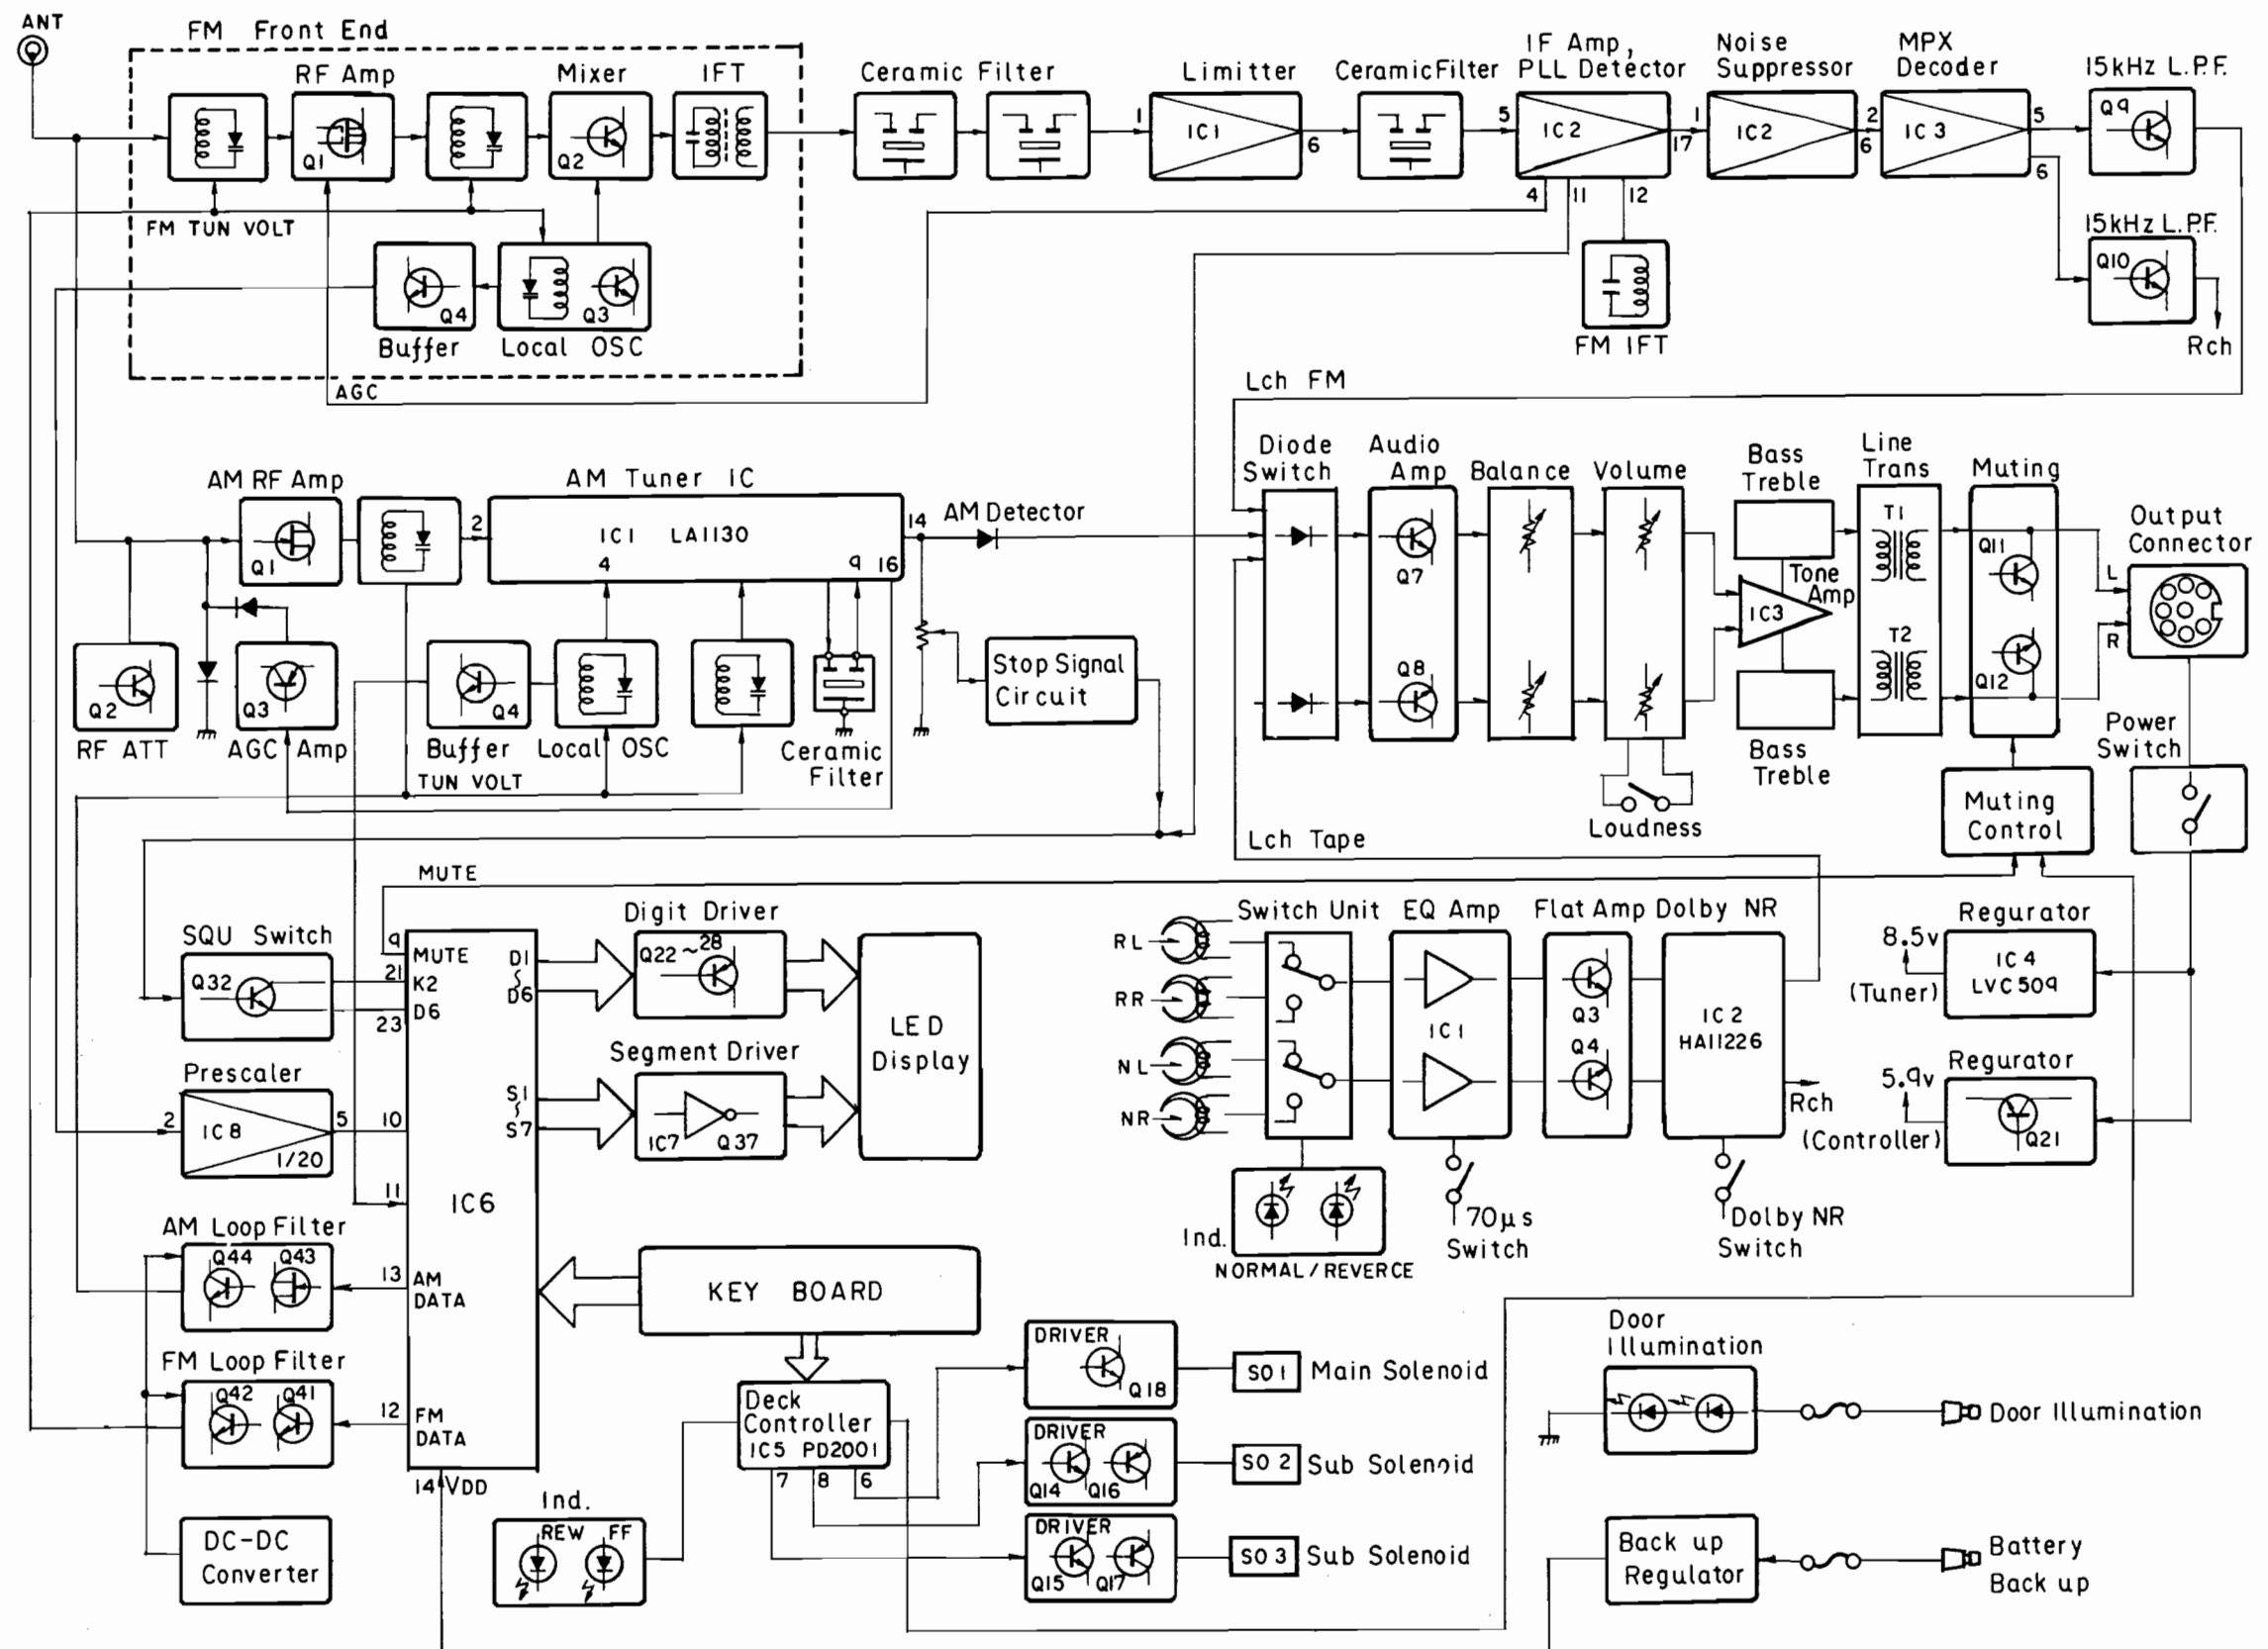 ANT
FM Front End
RF Amp
Mixer
IFT
Q1
Q2
FM TUN VOLT
Q4
Q3
Buffer
Local OSC
AGC
Ceramic Filter
Limitter
1
IC1
6
Ceramic Filter
IF Amp,
PLL Detector
5
IC2
17
4
11
12
FM IFT
Noise
Suppressor
1
IC2
2
6
MPX
Decoder
IC3
5
6
15kHz L.P.F.
Q9
15kHz L.P.F.
Q10
Rch
Lch FM
AM RF Amp
Q1
AM Tuner IC
2
IC1 LA1130
4
9
16
14
AM Detector
Q2
RF ATT
Q3
AGC Amp
Q4
Buffer
Local OSC
TUN VOLT
Ceramic
Filter
Stop Signal
Circuit
Diode
Switch
Audio
Amp
Q7
Q8
Balance
Volume
Loudness
Bass
Treble
Tone
Amp
IC3
Bass
Treble
Line
Trans
T1
T2
Muting
Q11
Q12
Output
Connector
L
R
Power
Switch
Muting
Control
Lch Tape
MUTE
SQU Switch
Q32
9
21
23
MUTE
K2
D6
D1
D6
Digit Driver
Q22~28
LED
Display
Segment Driver
S1
S7
IC7
Q37
Prescaler
2
IC8
1/20
5
10
11
IC6
AM Loop Filter
Q44
Q43
13
AM
DATA
FM Loop Filter
Q42
Q41
12
FM
DATA
14
VDD
DC-DC
Converter
KEY BOARD
Deck
Controller
IC5 PD2001
7
8
6
Ind.
REW
FF
DRIVER
Q18
SO1
Main Solenoid
DRIVER
Q14
Q16
SO 2
Sub Solenoid
DRIVER
Q15
Q17
SO 3
Sub Solenoid
RL
RR
NL
NR
Switch Unit
EQ Amp
IC1
Flat Amp
Q3
Q4
Dolby NR
IC2
HA11226
Rch
Ind.
NORMAL/REVERCE
70μs
Switch
Dolby NR
Switch
Regurator
8.5v
(Tuner)
IC4
LVC509
Regurator
5.9v
(Controller)
Q21
Door
Illumination
Door Illumination
Back up
Regulator
Battery
Back up